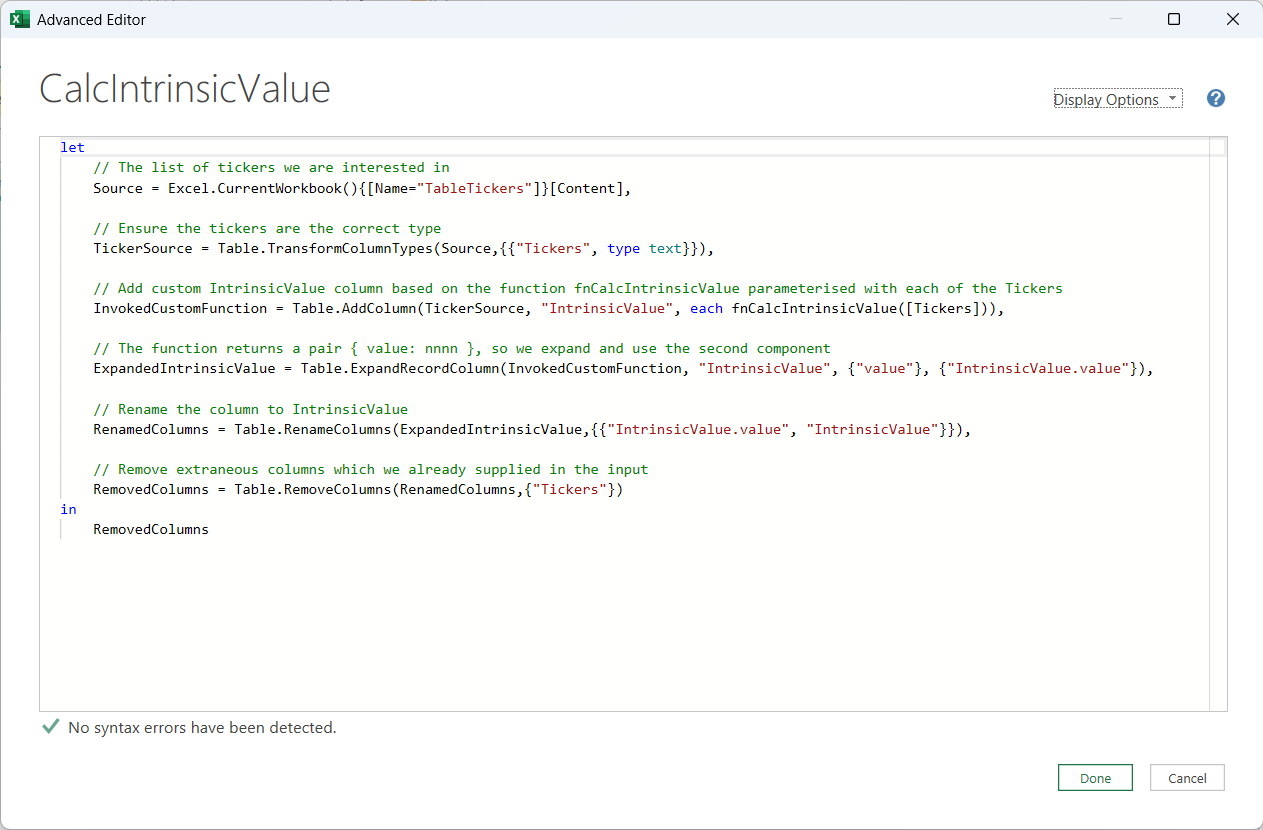 Advanced Editor
CalcIntrinsicValue
Display Options
let
// The list of tickers we are interested in
Source = Excel.CurrentWorkbook(){[Name="TableTickers"]}[Content],
// Ensure the tickers are the correct type
TickerSource = Table.TransformColumnTypes(Source,{{"Tickers", type text}}),
// Add custom IntrinsicValue column based on the function fnCalcIntrinsicValue parameterised with each of the Tickers
InvokedCustomFunction = Table.AddColumn(TickerSource, "IntrinsicValue", each fnCalcIntrinsicValue([Tickers])),
// The function returns a pair { value: nnnn }, so we expand and use the second component
ExpandedIntrinsicValue = Table.ExpandRecordColumn(InvokedCustomFunction, "IntrinsicValue", {"value"}, {"IntrinsicValue.value"}),
// Rename the column to IntrinsicValue
RenamedColumns = Table.RenameColumns(ExpandedIntrinsicValue,{{"IntrinsicValue.value", "IntrinsicValue"}}),
// Remove extraneous columns which we already supplied in the input
RemovedColumns = Table.RemoveColumns(RenamedColumns,{"Tickers"})
in
RemovedColumns
No syntax errors have been detected.
Done
Cancel